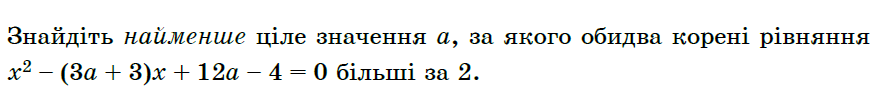 Знайдіть найменше ціле значення a, за якого обидва корені рівняння
x² – (3a + 3)x + 12a – 4 = 0 більші за 2.